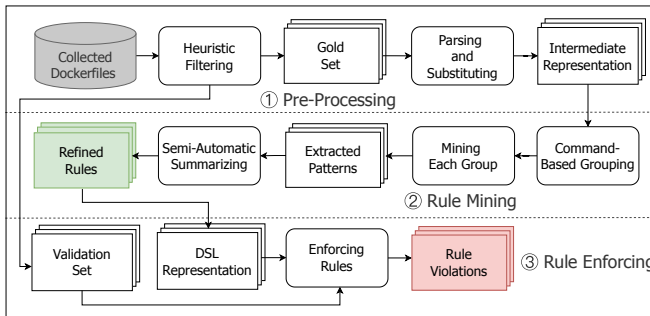 Collected
Dockerfiles
Heuristic
Filtering
Gold
Set
Parsing
and
Substituting
Intermediate
Representation
① Pre-Processing
Refined
Rules
Semi-Automatic
Summarizing
Extracted
Patterns
Mining
Each Group
Command-
Based Grouping
② Rule Mining
Validation
Set
DSL
Representation
Enforcing
Rules
Rule
Violations
③ Rule Enforcing